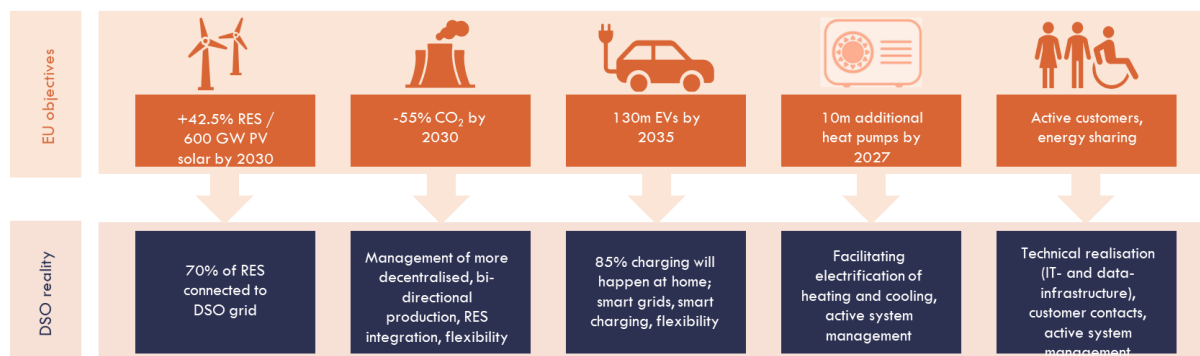 EU objectives
+42.5% RES /
600 GW PV
solar by 2030
-55% CO₂ by
2030
130m EVs by
2035
10m additional
heat pumps by
2027
Active customers,
energy sharing
DSO reality
70% of RES
connected to
DSO grid
Management of more
decentralised, bi-
directional
production, RES
integration, flexibility
85% charging will
happen at home;
smart grids, smart
charging, flexibility
Facilitating
electrification of
heating and cooling,
active system
management
Technical realisation
(IT- and data-
infrastructure),
customer contacts,
active system
management